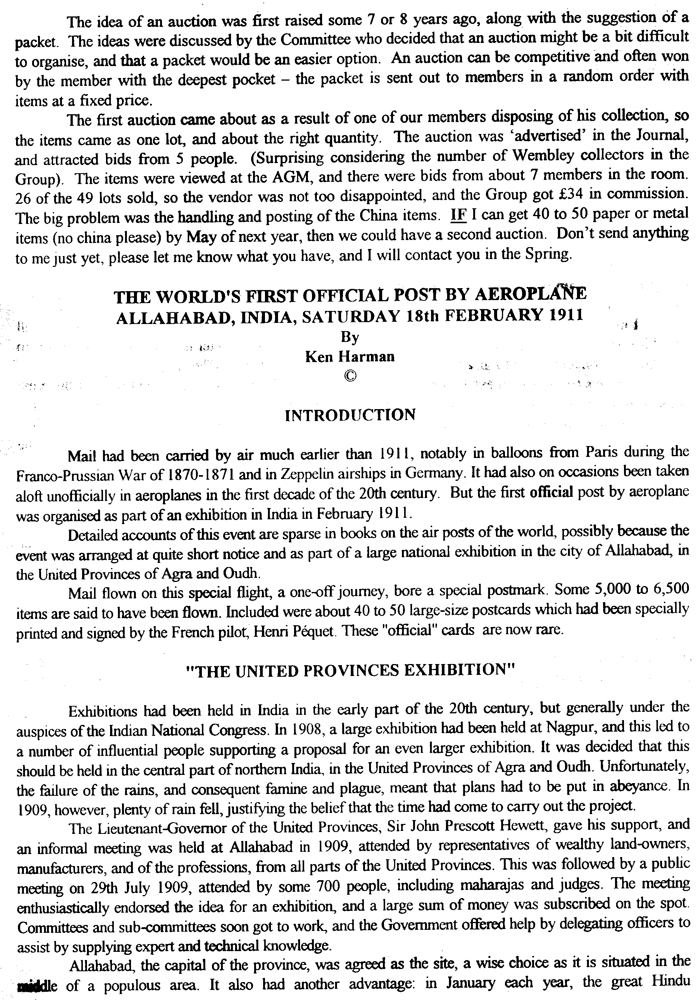 The idea of an auction was first raised some 7 or 8 years ago, along with the suggestion of a
packet. The ideas were discussed by the Committee who decided that an auction might be a bit difficult
to organise, and that a packet would be an easier option. An auction can be competitive and often won
by the member with the deepest pocket – the packet is sent out to members in a random order with
items at a fixed price.
The first auction came about as a result of one of our members disposing of his collection, so
the items came as one lot, and about the right quantity. The auction was ‘advertised’ in the Journal,
and attracted bids from 5 people. (Surprising considering the number of Wembley collectors in the
Group). The items were viewed at the AGM, and there were bids from about 7 members in the room.
26 of the 49 lots sold, so the vendor was not too disappointed, and the Group got £34 in commission.
The big problem was the handling and posting of the China items. IF I can get 40 to 50 paper or metal
items (no china please) by May of next year, then we could have a second auction. Don’t send anything
to me just yet, please let me know what you have, and I will contact you in the Spring.
THE WORLD'S FIRST OFFICIAL POST BY AEROPLANE
ALLAHABAD, INDIA, SATURDAY 18th FEBRUARY 1911
By
Ken Harman
©
INTRODUCTION
Mail had been carried by air much earlier than 1911, notably in balloons from Paris during the
Franco-Prussian War of 1870-1871 and in Zeppelin airships in Germany. It had also on occasions been taken
aloft unofficially in aeroplanes in the first decade of the 20th century. But the first official post by aeroplane
was organised as part of an exhibition in India in February 1911.
Detailed accounts of this event are sparse in books on the air posts of the world, possibly because the
event was arranged at quite short notice and as part of a large national exhibition in the city of Allahabad, in
the United Provinces of Agra and Oudh.
Mail flown on this special flight, a one-off journey, bore a special postmark. Some 5,000 to 6,500
items are said to have been flown. Included were about 40 to 50 large-size postcards which had been specially
printed and signed by the French pilot, Henri Péquet. These "official" cards are now rare.
"THE UNITED PROVINCES EXHIBITION"
Exhibitions had been held in India in the early part of the 20th century, but generally under the
auspices of the Indian National Congress. In 1908, a large exhibition had been held at Nagpur, and this led to
a number of influential people supporting a proposal for an even larger exhibition. It was decided that this
should be held in the central part of northern India, in the United Provinces of Agra and Oudh. Unfortunately,
the failure of the rains, and consequent famine and plague, meant that plans had to be put in abeyance. In
1909, however, plenty of rain fell, justifying the belief that the time had come to carry out the project.
The Lieutenant-Governor of the United Provinces, Sir John Prescott Hewett, gave his support, and
an informal meeting was held at Allahabad in 1909, attended by representatives of wealthy land-owners,
manufacturers, and of the professions, from all parts of the United Provinces. This was followed by a public
meeting on 29th July 1909, attended by some 700 people, including maharajas and judges. The meeting
enthusiastically endorsed the idea for an exhibition, and a large sum of money was subscribed on the spot.
Committees and sub-committees soon got to work, and the Government offered help by delegating officers to
assist by supplying expert and technical knowledge.
Allahabad, the capital of the province, was agreed as the site, a wise choice as it is situated in the
middle of a populous area. It also had another advantage: in January each year, the great Hindu